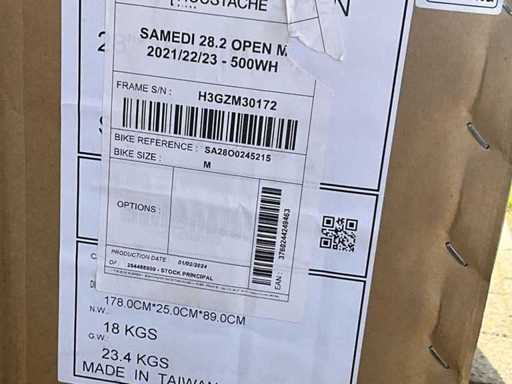 MOUSTACHE
SAMEDI 28.2 OPEN M
2021/22/23 - 500WH
FRAME S/N : H3GZM30172
BIKE REFERENCE : SA28O0245215
BIKE SIZE : M
OPTIONS :
PRODUCTION DATE 01/02/2024
OF 254488809 - STOCK PRINCIPAL
EAN : 3760244249463
178.0CM*25.0CM*89.0CM
N.W.:
18 KGS
G.W.:
23.4 KGS
MADE IN TAIWAN